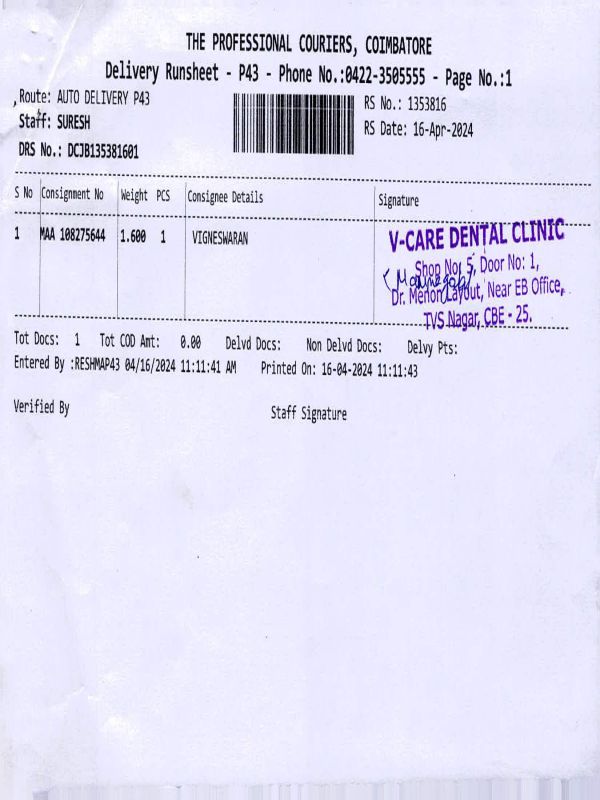 THE PROFESSIONAL COURIERS, COIMBATORE
Delivery Runsheet - P43 - Phone No.:0422-3505555 - Page No.:1
Route: AUTO DELIVERY P43
RS No.: 1353816
Staff: SURESH
RS Date: 16-Apr-2024
DRS No.: DCJB135381601
S No Consignment No Weight PCS Consignee Details Signature
1 MAA 108275644 1.600 1 VIGNESWARAN
V-CARE DENTAL CLINIC
Shop No: 5, Door No: 1,
Dr. Menon Layout, Near EB Office,
TVS Nagar, CBE - 25.
Tot Docs: 1 Tot COD Amt: 0.00 Delvd Docs: Non Delvd Docs: Delvy Pts:
Entered By :RESHMAP43 04/16/2024 11:11:41 AM Printed On: 16-04-2024 11:11:43
Verified By Staff Signature